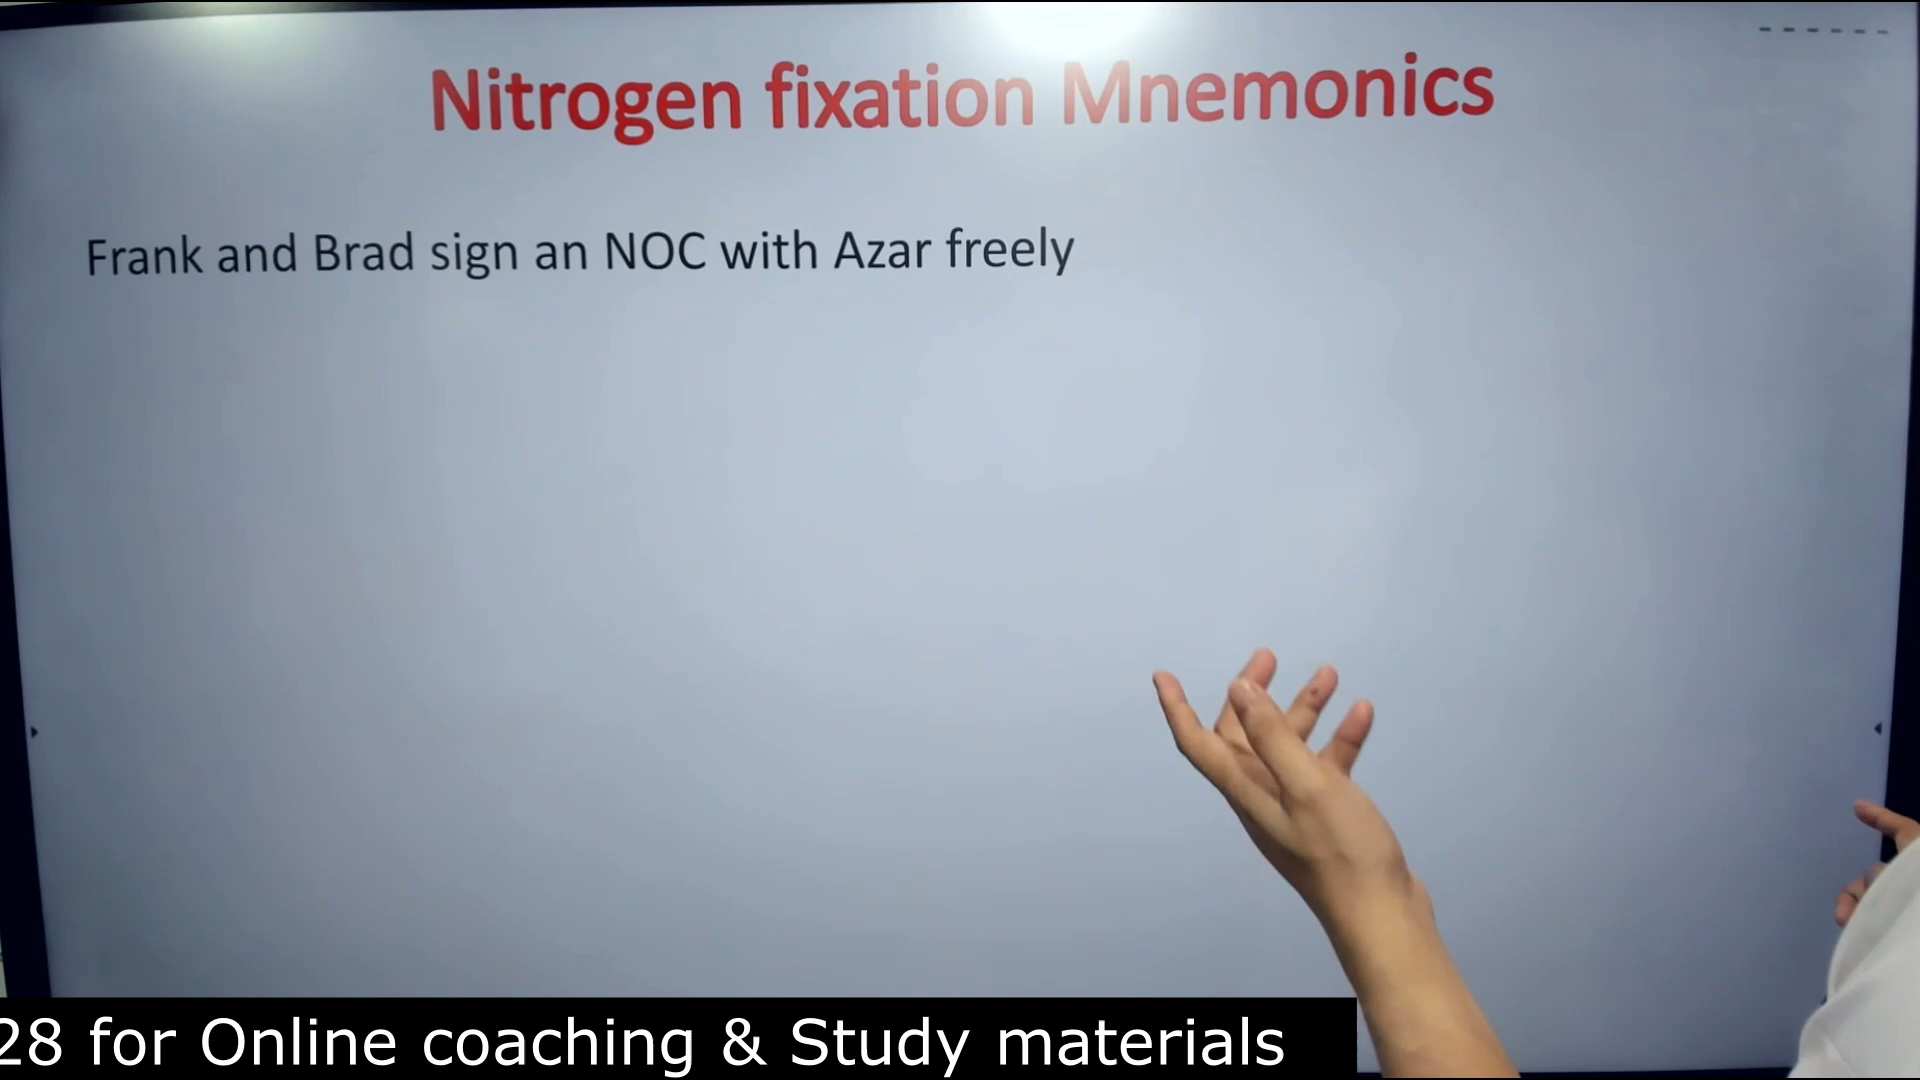 Nitrogen fixation Mnemonics
Frank and Brad sign an NOC with Azar freely
28 for Online coaching & Study materials